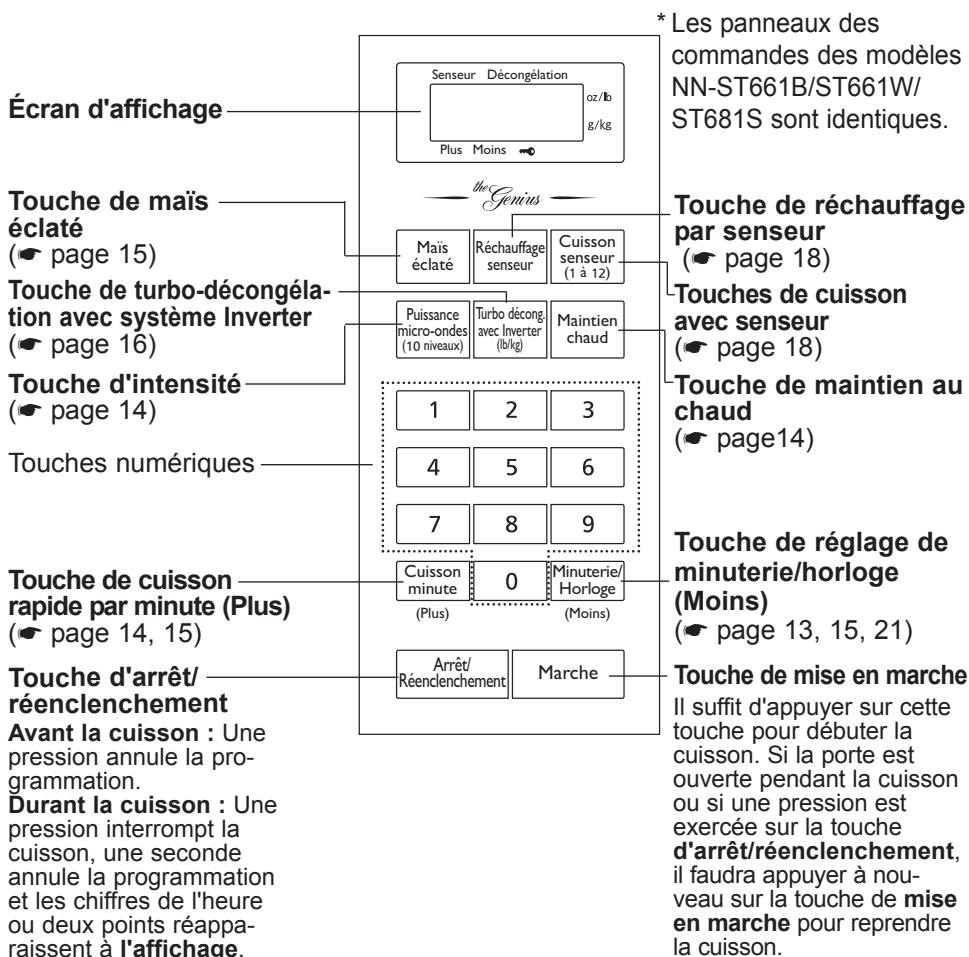 * Les panneaux des
commandes des modèles
NN-ST661B/ST661W/
ST681S sont identiques.
Écran d'affichage
Senseur Décongélation
oz/lb
g/kg
Plus Moins
the Genius
Touche de maïs
éclaté
(☛ page 15)
Touche de turbo-décongéla-
tion avec système Inverter
(☛ page 16)
Touche d'intensité
(☛ page 14)
Touches numériques
Touche de cuisson
rapide par minute (Plus)
(☛ page 14, 15)
Touche d'arrêt/
réenclenchement
Avant la cuisson : Une
pression annule la pro-
grammation.
Durant la cuisson : Une
pression interrompt la
cuisson, une seconde
annule la programmation
et les chiffres de l'heure
ou deux points réappa-
raissent à l'affichage.
Maïs
éclaté
Réchauffage
senseur
Cuisson
senseur
(1 à 12)
Puissance
micro-ondes
(10 niveaux)
Turbo décong.
avec Inverter
(lb/kg)
Maintien
chaud
1 2 3
4 5 6
7 8 9
Cuisson
minute
(Plus)
0
Minuterie/
Horloge
(Moins)
Arrêt/
Réenclenchement
Marche
Touche de réchauffage
par senseur
(☛ page 18)
Touches de cuisson
avec senseur
(☛ page 18)
Touche de maintien au
chaud
(☛ page14)
Touche de réglage de
minuterie/horloge
(Moins)
(☛ page 13, 15, 21)
Touche de mise en marche
Il suffit d'appuyer sur cette
touche pour débuter la
cuisson. Si la porte est
ouverte pendant la cuisson
ou si une pression est
exercée sur la touche
d'arrêt/réenclenchement,
il faudra appuyer à nou-
veau sur la touche de mise
en marche pour reprendre
la cuisson.